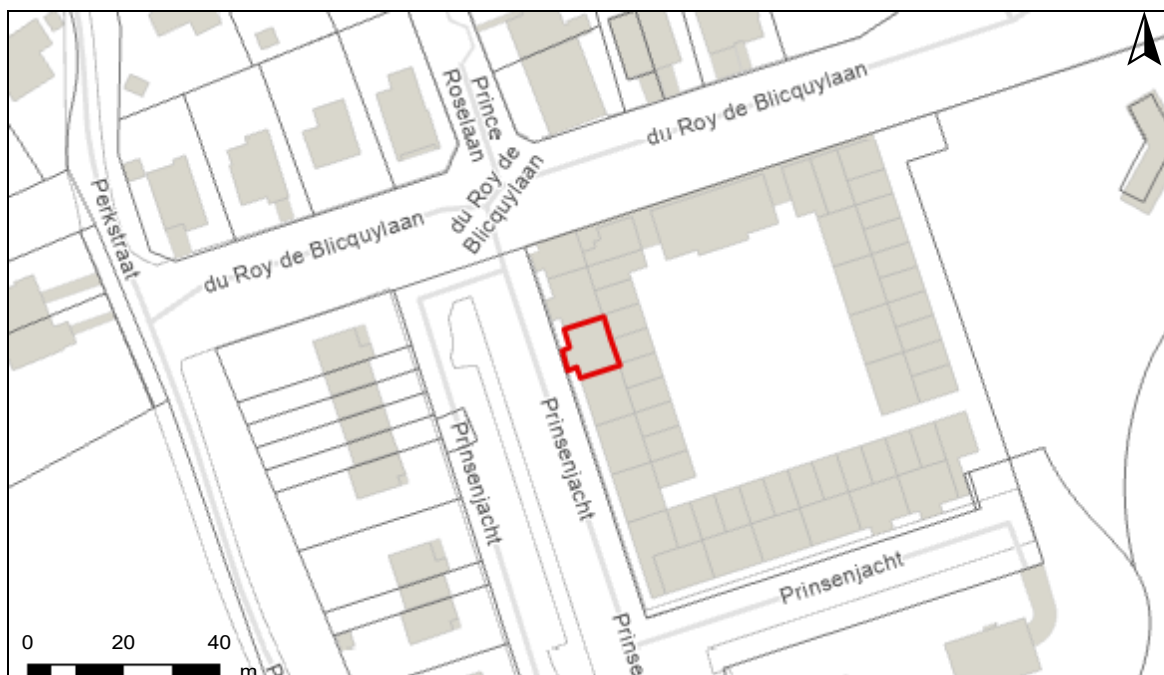 Prince
Roselaan
du Roy de Blicquylaan
du Roy de
Blicquylaan
Perkstraat
du Roy de Blicquylaan
Prinsenjacht
Prinsenjacht
Prinsenjacht
Prinse
0 20 40
m
P